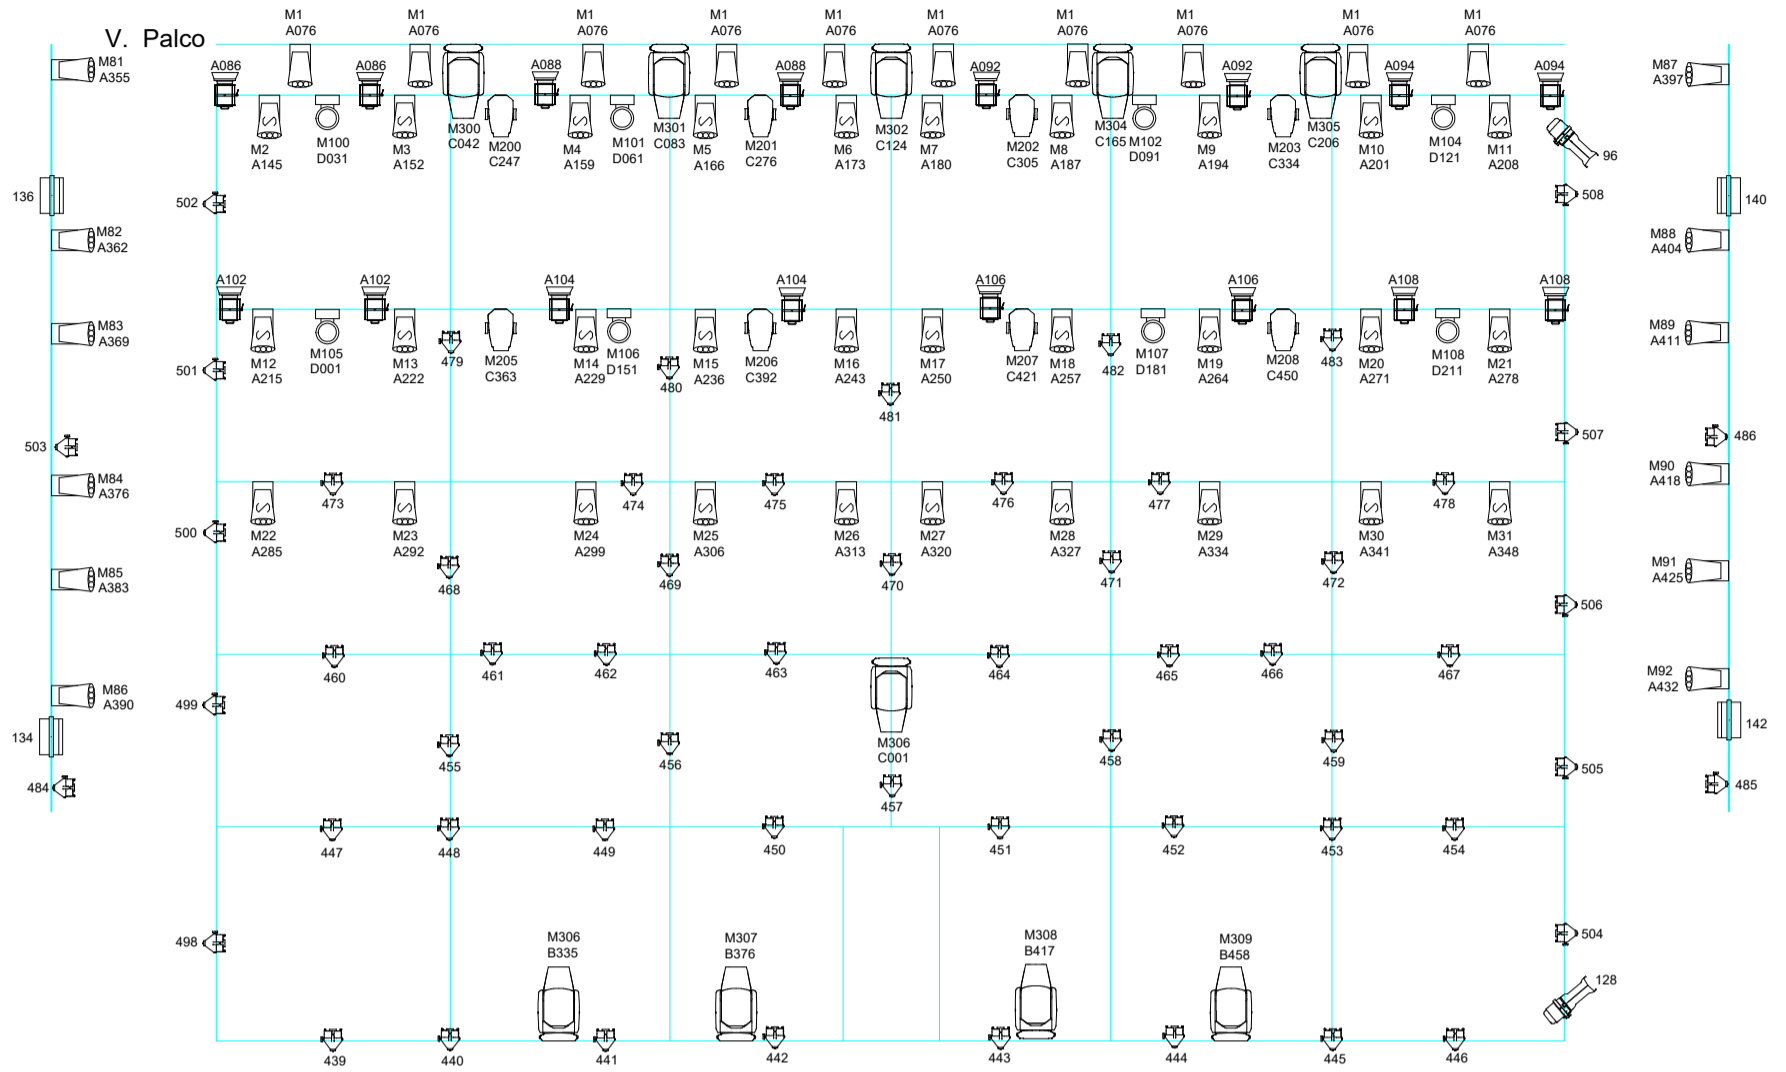 M1
A076
M1
A076
M1
A076
M1
A076
M1
A076
M1
A076
M1
A076
M1
A076
M1
A076
M1
A076
V. Palco
M81
A355
A086
A086
A088
A088
A092
A092
A094
A094
M87
A397
M2
A145
M100
D031
M3
A152
M300
C042
M200
C247
M4
A159
M101
D061
M301
C083
M5
A166
M201
C276
M6
A173
M302
C124
M7
A180
M202
C305
M8
A187
M304
C165
M102
D091
M9
A194
M203
C334
M305
C206
M10
A201
M104
D121
M11
A208
96
136
502
508
140
M82
A362
M88
A404
A102
A102
A104
A104
A106
A106
A108
A108
M83
A369
M89
A411
501
M12
A215
M105
D001
M13
A222
479
M205
C363
M14
A229
M106
D151
480
M15
A236
M206
C392
M16
A243
481
M17
A250
M207
C421
M18
A257
482
M107
D181
M19
A264
M208
C450
483
M20
A271
M108
D211
M21
A278
503
507
486
M84
A376
M90
A418
473
474
475
476
477
478
500
M22
A285
M23
A292
M24
A299
M25
A306
M26
A313
M27
A320
M28
A327
M29
A334
M30
A341
M31
A348
M85
A383
M91
A425
468
469
470
471
472
506
460
461
462
463
464
465
466
467
M86
A390
M92
A432
499
134
142
455
456
M306
C001
458
459
505
484
457
485
447
448
449
450
451
452
453
454
498
M306
B335
M307
B376
M308
B417
M309
B458
504
128
439
440
441
442
443
444
445
446